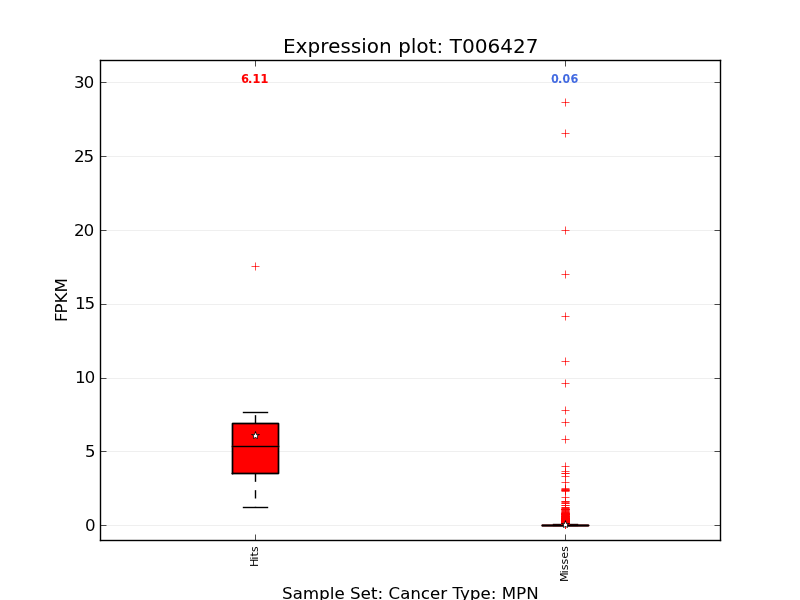 Expression plot: T006427
6.11
0.06
30
25
20
15
10
5
0
FPKM
Hits
Misses
Sample Set: Cancer Type: MPN